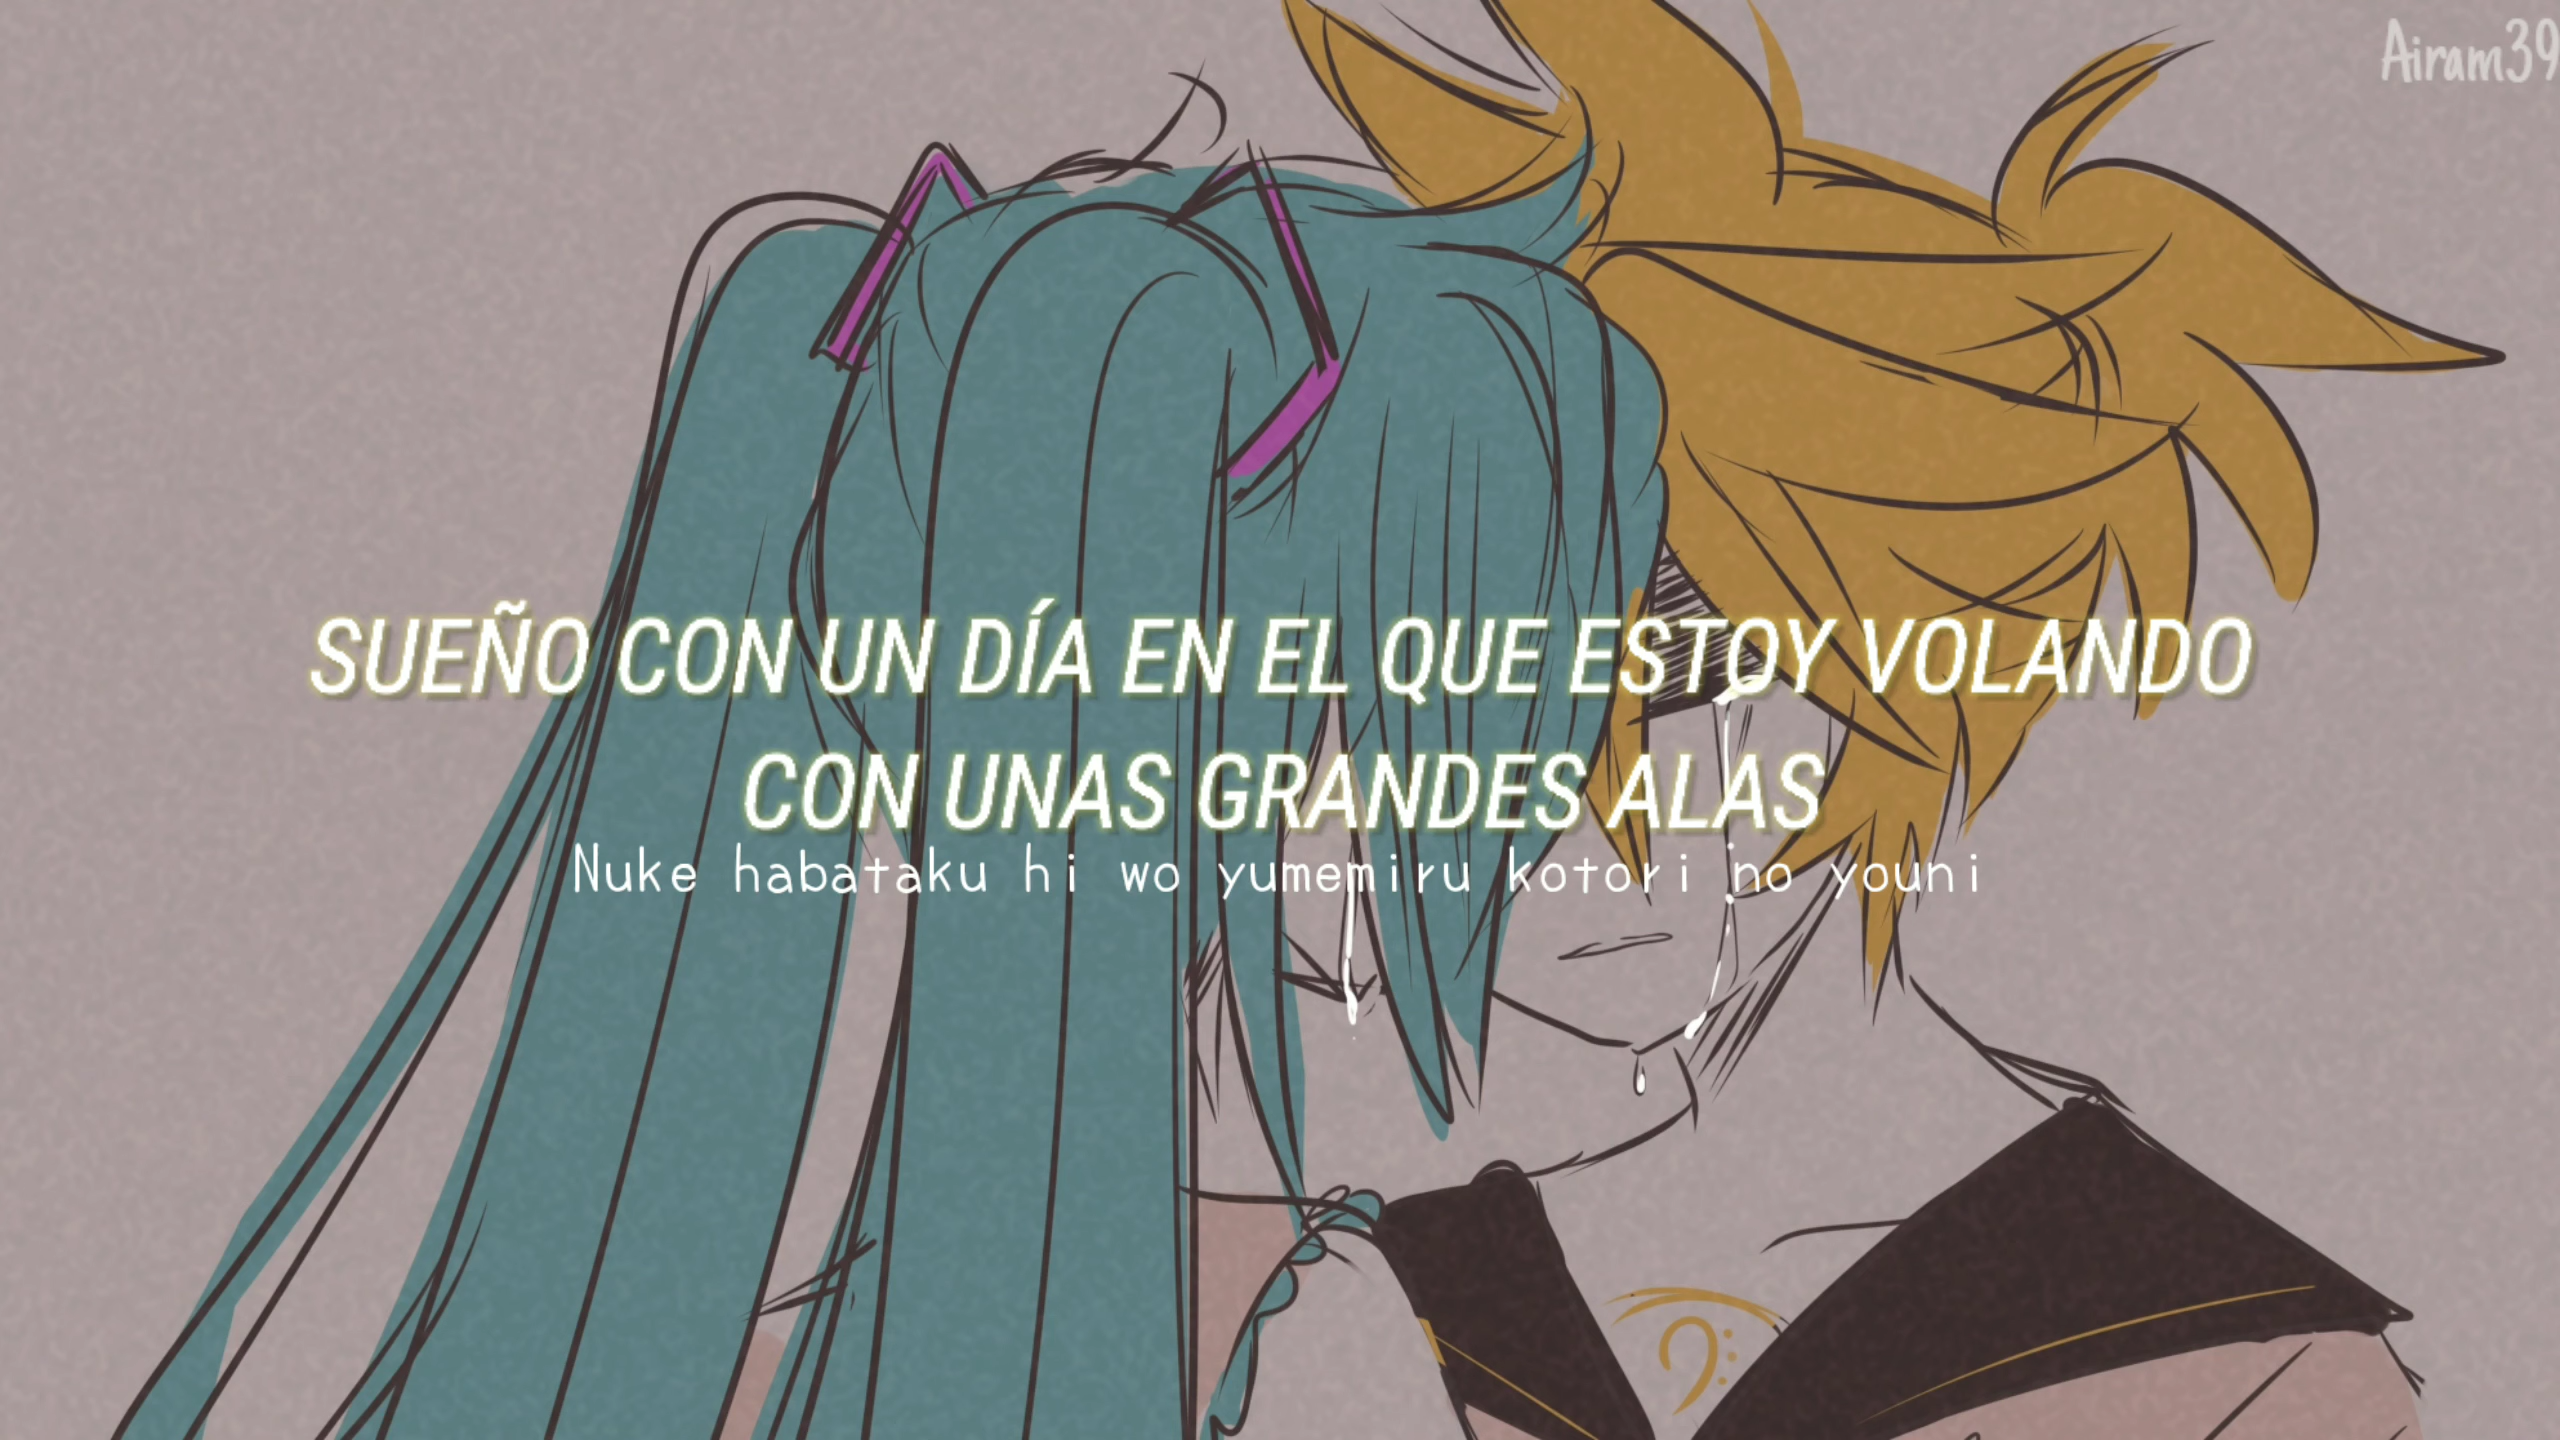 Airam39
SUEÑO CON UN DÍA EN EL QUE ESTOY VOLANDO
CON UNAS GRANDES ALAS
Nuke habataku hi wo yumemiru kotori no youni